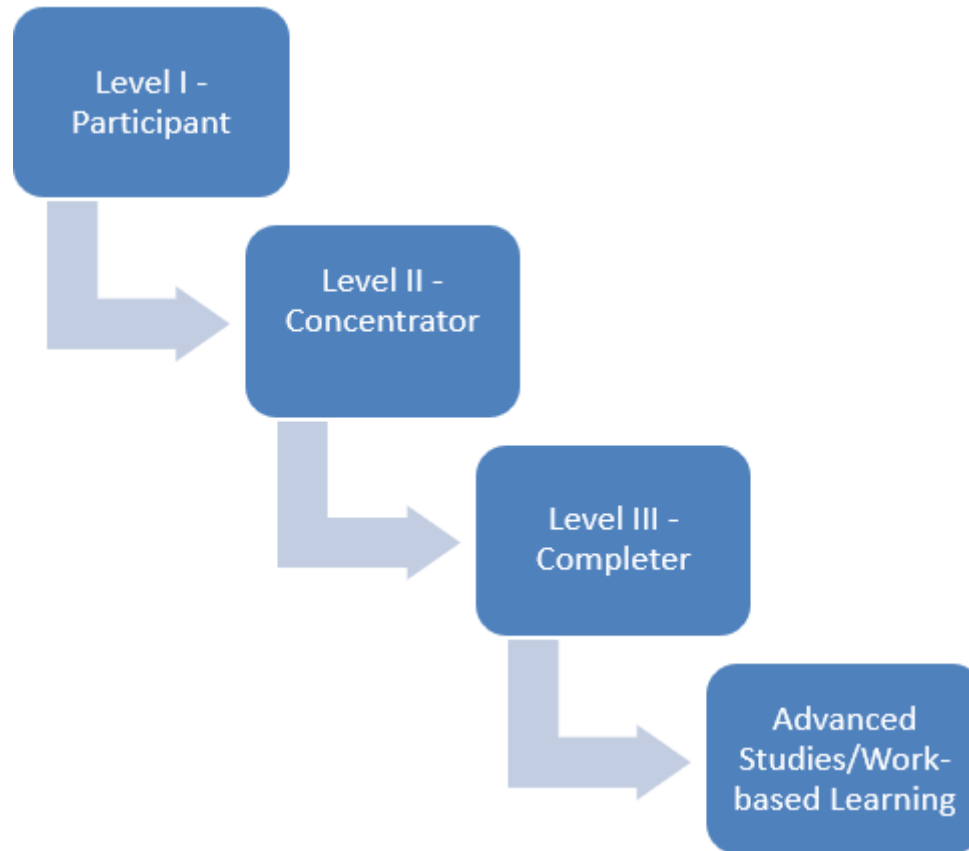 Level I -
Participant
Level II -
Concentrator
Level III -
Completer
Advanced
Studies/Work-
based Learning